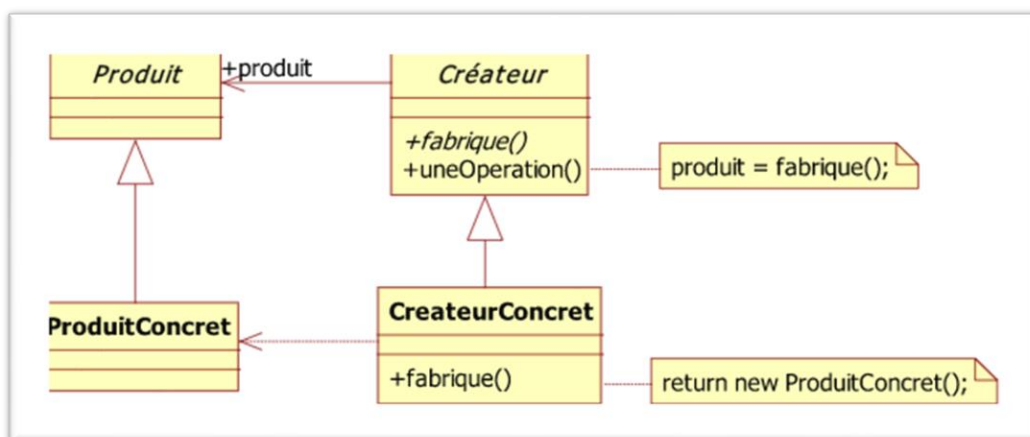 Produit
+produit
Créateur
+fabrique()
+uneOperation()
produit = fabrique();
ProduitConcret
CreateurConcret
+fabrique()
return new ProduitConcret();